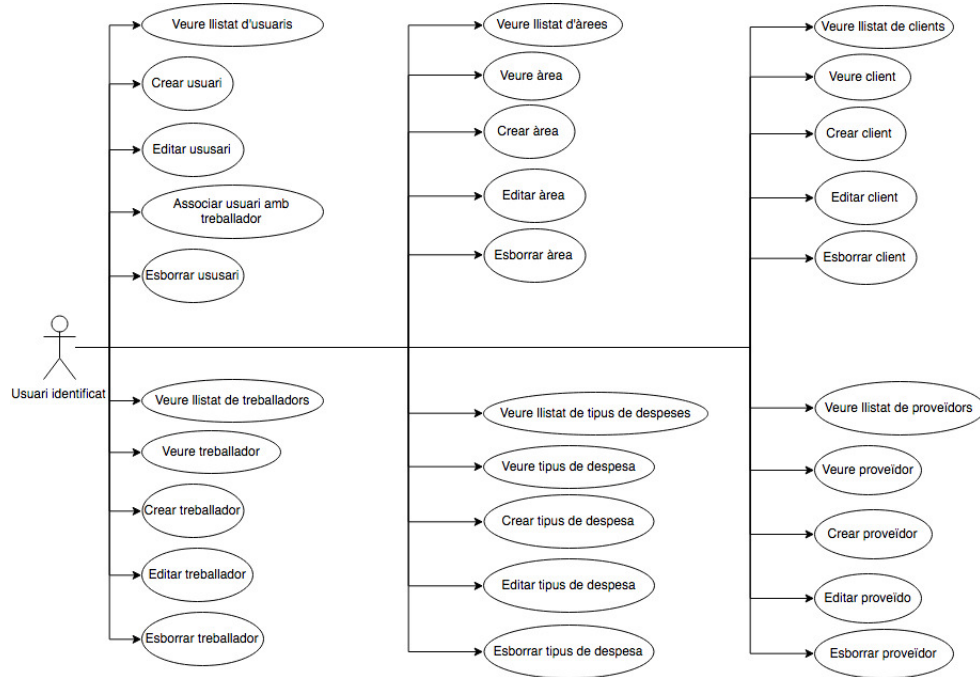 Veure llistat d'usuaris
Crear usuari
Editar ususari
Associar usuari amb
treballador
Esborrar ususari
Veure llistat d'àrees
Veure àrea
Crear àrea
Editar àrea
Esborrar àrea
Veure llistat de clients
Veure client
Crear client
Editar client
Esborrar client
Usuari identificat
Veure llistat de treballadors
Veure treballador
Crear treballador
Editar treballador
Esborrar treballador
Veure llistat de tipus de despeses
Veure tipus de despesa
Crear tipus de despesa
Editar tipus de despesa
Esborrar tipus de despesa
Veure llistat de proveïdors
Veure proveïdor
Crear proveïdor
Editar proveïdo
Esborrar proveïdor